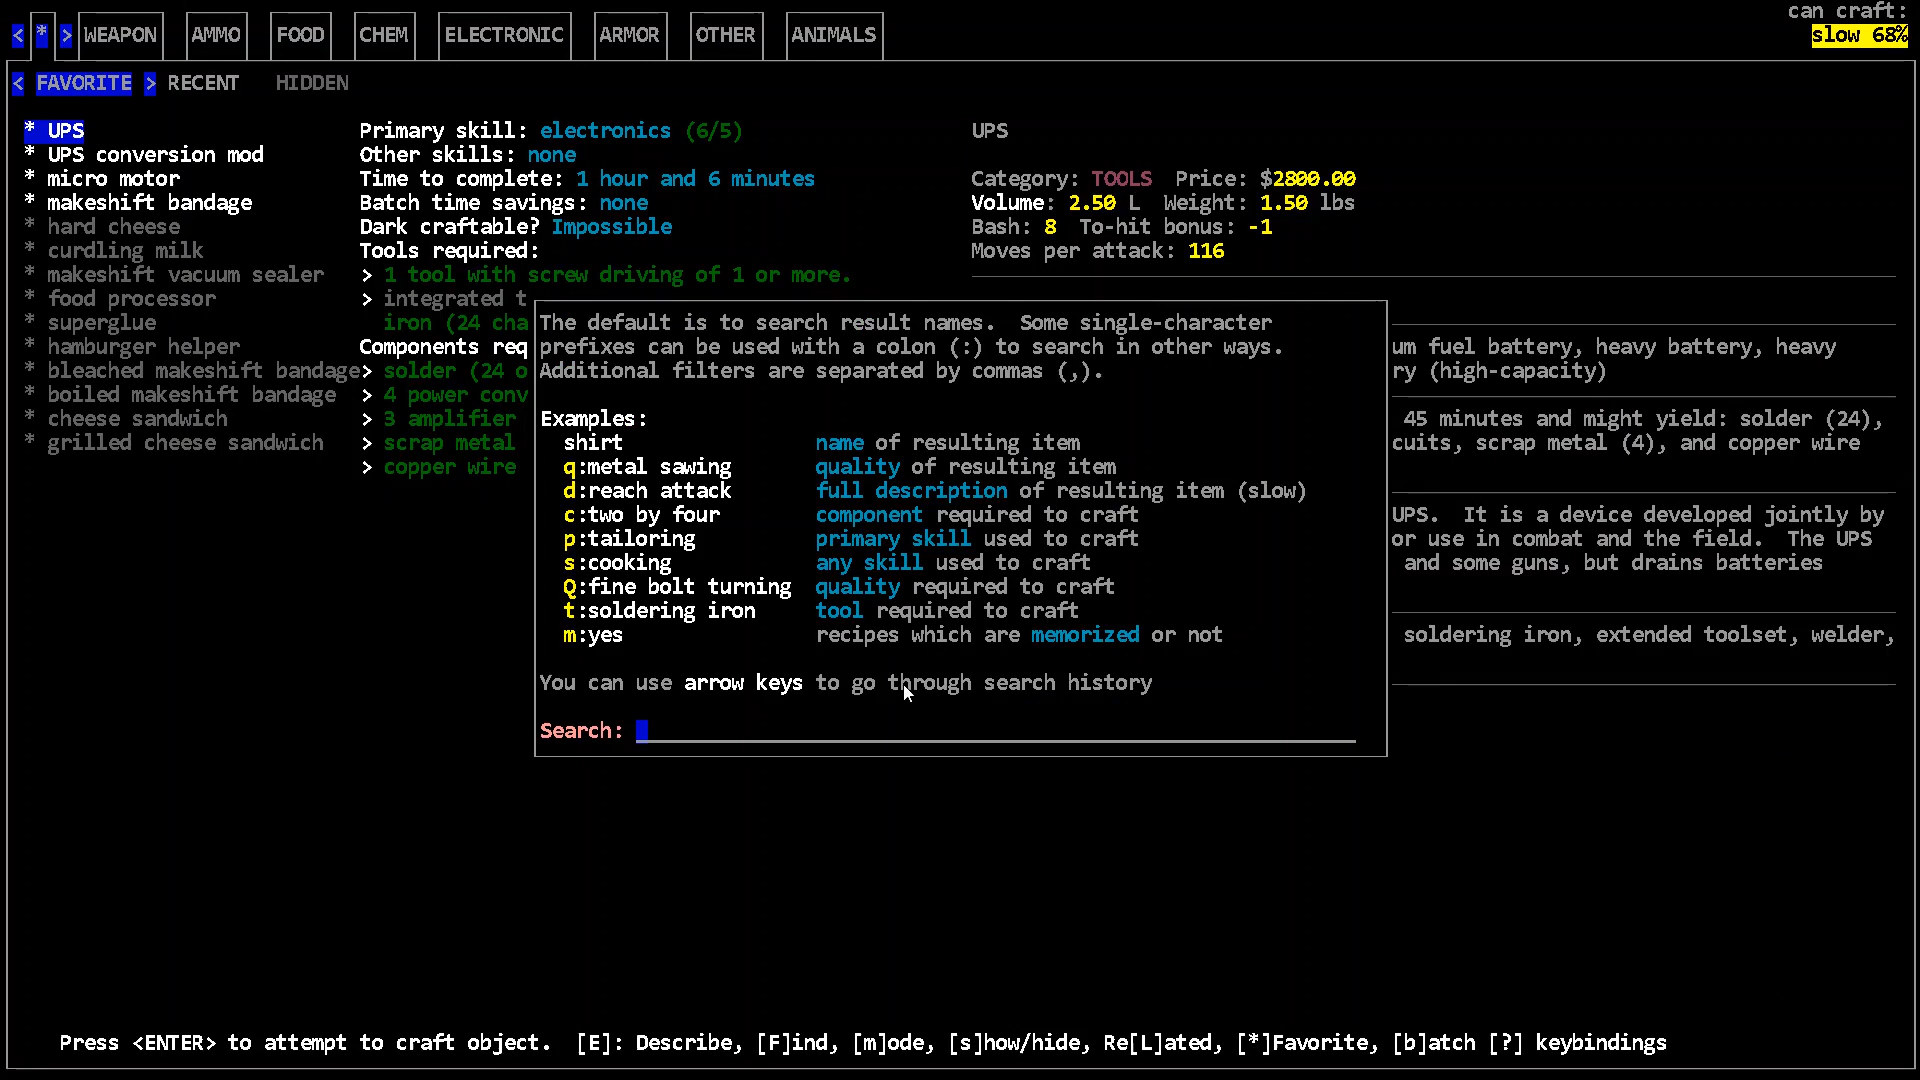 can craft:
< * > WEAPON AMMO FOOD CHEM ELECTRONIC ARMOR OTHER ANIMALS slow 68%
< FAVORITE > RECENT HIDDEN
* UPS
* UPS conversion mod
* micro motor
* makeshift bandage
* hard cheese
* curdling milk
* makeshift vacuum sealer
* food processor
* superglue
* hamburger helper
* bleached makeshift bandage
* boiled makeshift bandage
* cheese sandwich
* grilled cheese sandwich
Primary skill: electronics (6/5)
Other skills: none
Time to complete: 1 hour and 6 minutes
Batch time savings: none
Dark craftable? Impossible
Tools required:
> 1 tool with screw driving of 1 or more.
> integrated t
iron (24 cha
Components req
> solder (24 o
> 4 power conv
> 3 amplifier
> scrap metal
> copper wire
UPS
Category: TOOLS Price: $2800.00
Volume: 2.50 L Weight: 1.50 lbs
Bash: 8 To-hit bonus: -1
Moves per attack: 116
um fuel battery, heavy battery, heavy
ry (high-capacity)
45 minutes and might yield: solder (24),
cuits, scrap metal (4), and copper wire
UPS. It is a device developed jointly by
or use in combat and the field. The UPS
and some guns, but drains batteries
soldering iron, extended toolset, welder,
The default is to search result names. Some single-character
prefixes can be used with a colon (:) to search in other ways.
Additional filters are separated by commas (,).
Examples:
shirt name of resulting item
q:metal sawing quality of resulting item
d:reach attack full description of resulting item (slow)
c:two by four component required to craft
p:tailoring primary skill used to craft
s:cooking any skill used to craft
Q:fine bolt turning quality required to craft
t:soldering iron tool required to craft
m:yes recipes which are memorized or not
You can use arrow keys to go through search history
Search:
Press <ENTER> to attempt to craft object. [E]: Describe, [F]ind, [m]ode, [s]how/hide, Re[L]ated, [*]Favorite, [b]atch [?] keybindings